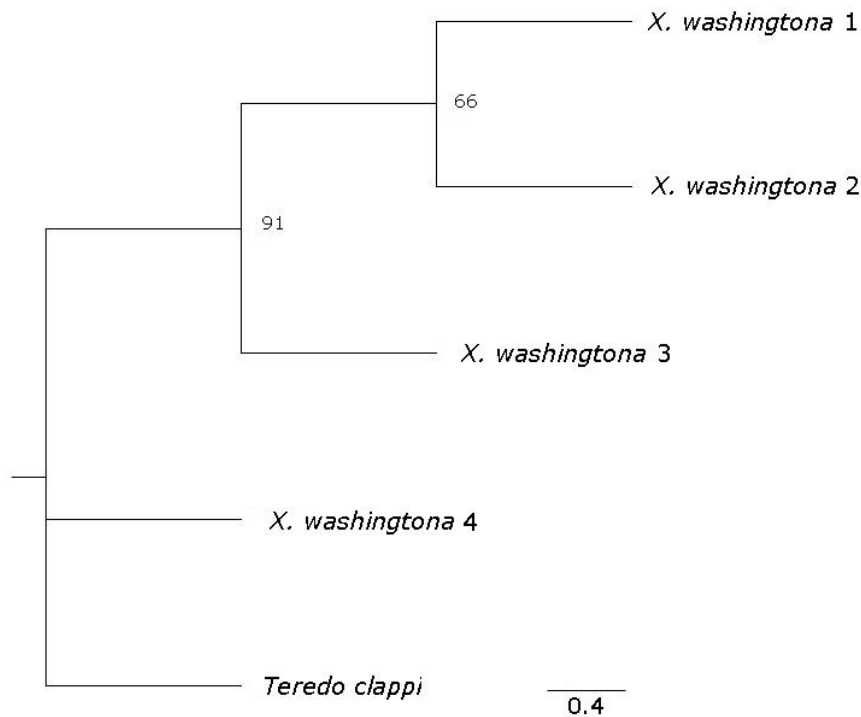 X. washingtona 1
66
X. washingtona 2
91
X. washingtona 3
X. washingtona 4
Teredo clappi
0.4